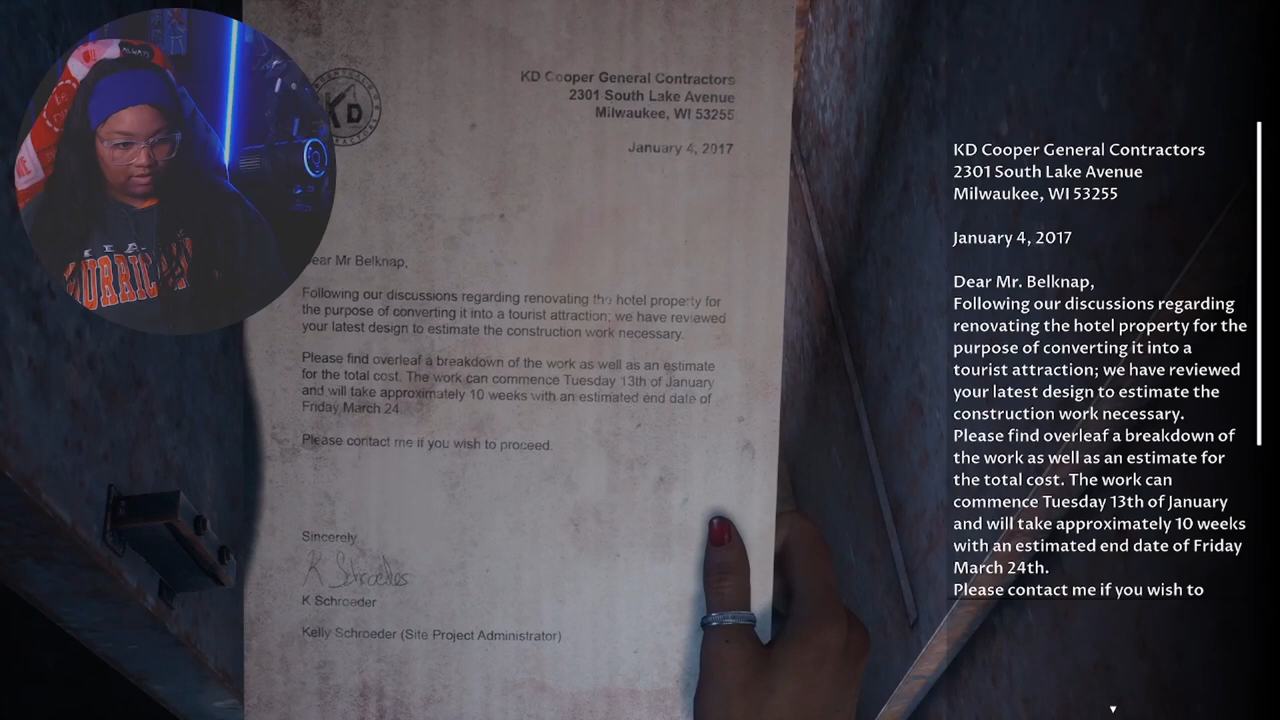 ALWAYS
KD
KD Cooper General Contractors
2301 South Lake Avenue
Milwaukee, WI 53255
January 4, 2017
ear Mr Belknap,
Following our discussions regarding renovating the hotel property for
the purpose of converting it into a tourist attraction; we have reviewed
your latest design to estimate the construction work necessary.
Please find overleaf a breakdown of the work as well as an estimate
for the total cost. The work can commence Tuesday 13th of January
and will take approximately 10 weeks with an estimated end date of
Friday March 24.
Please contact me if you wish to proceed.
Sincerely
K Schroeder
K Schroeder
Kelly Schroeder (Site Project Administrator)
KD Cooper General Contractors
2301 South Lake Avenue
Milwaukee, WI 53255
January 4, 2017
Dear Mr. Belknap,
Following our discussions regarding
renovating the hotel property for the
purpose of converting it into a
tourist attraction; we have reviewed
your latest design to estimate the
construction work necessary.
Please find overleaf a breakdown of
the work as well as an estimate for
the total cost. The work can
commence Tuesday 13th of January
and will take approximately 10 weeks
with an estimated end date of Friday
March 24th.
Please contact me if you wish to